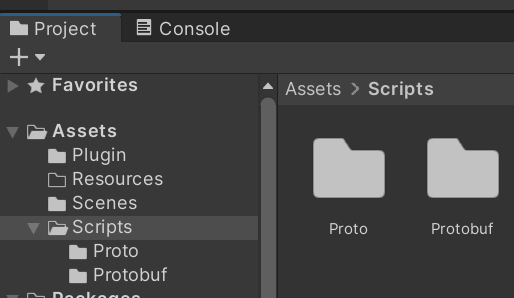 Project
Console
Favorites
Assets
Plugin
Resources
Scenes
Scripts
Proto
Protobuf
Packages
Assets > Scripts
Proto
Protobuf